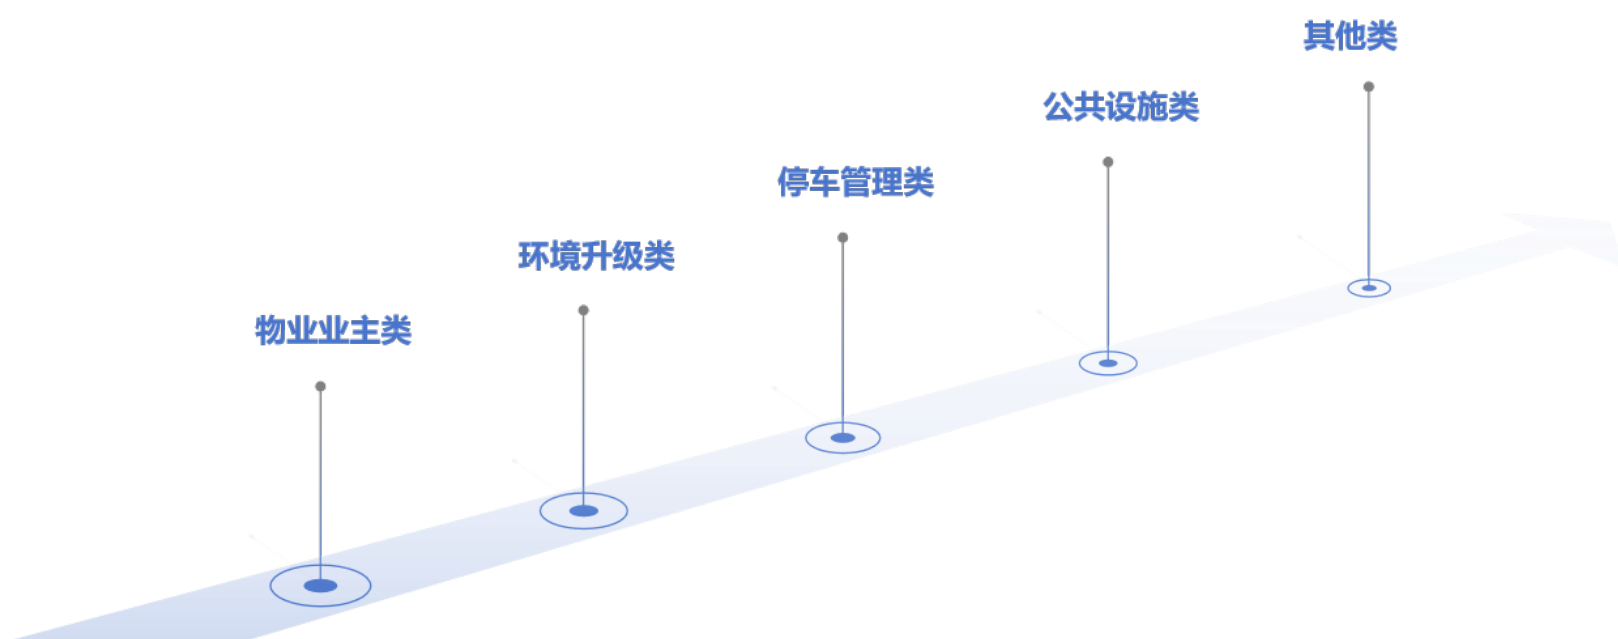 物业业主类
环境升级类
停车管理类
公共设施类
其他类